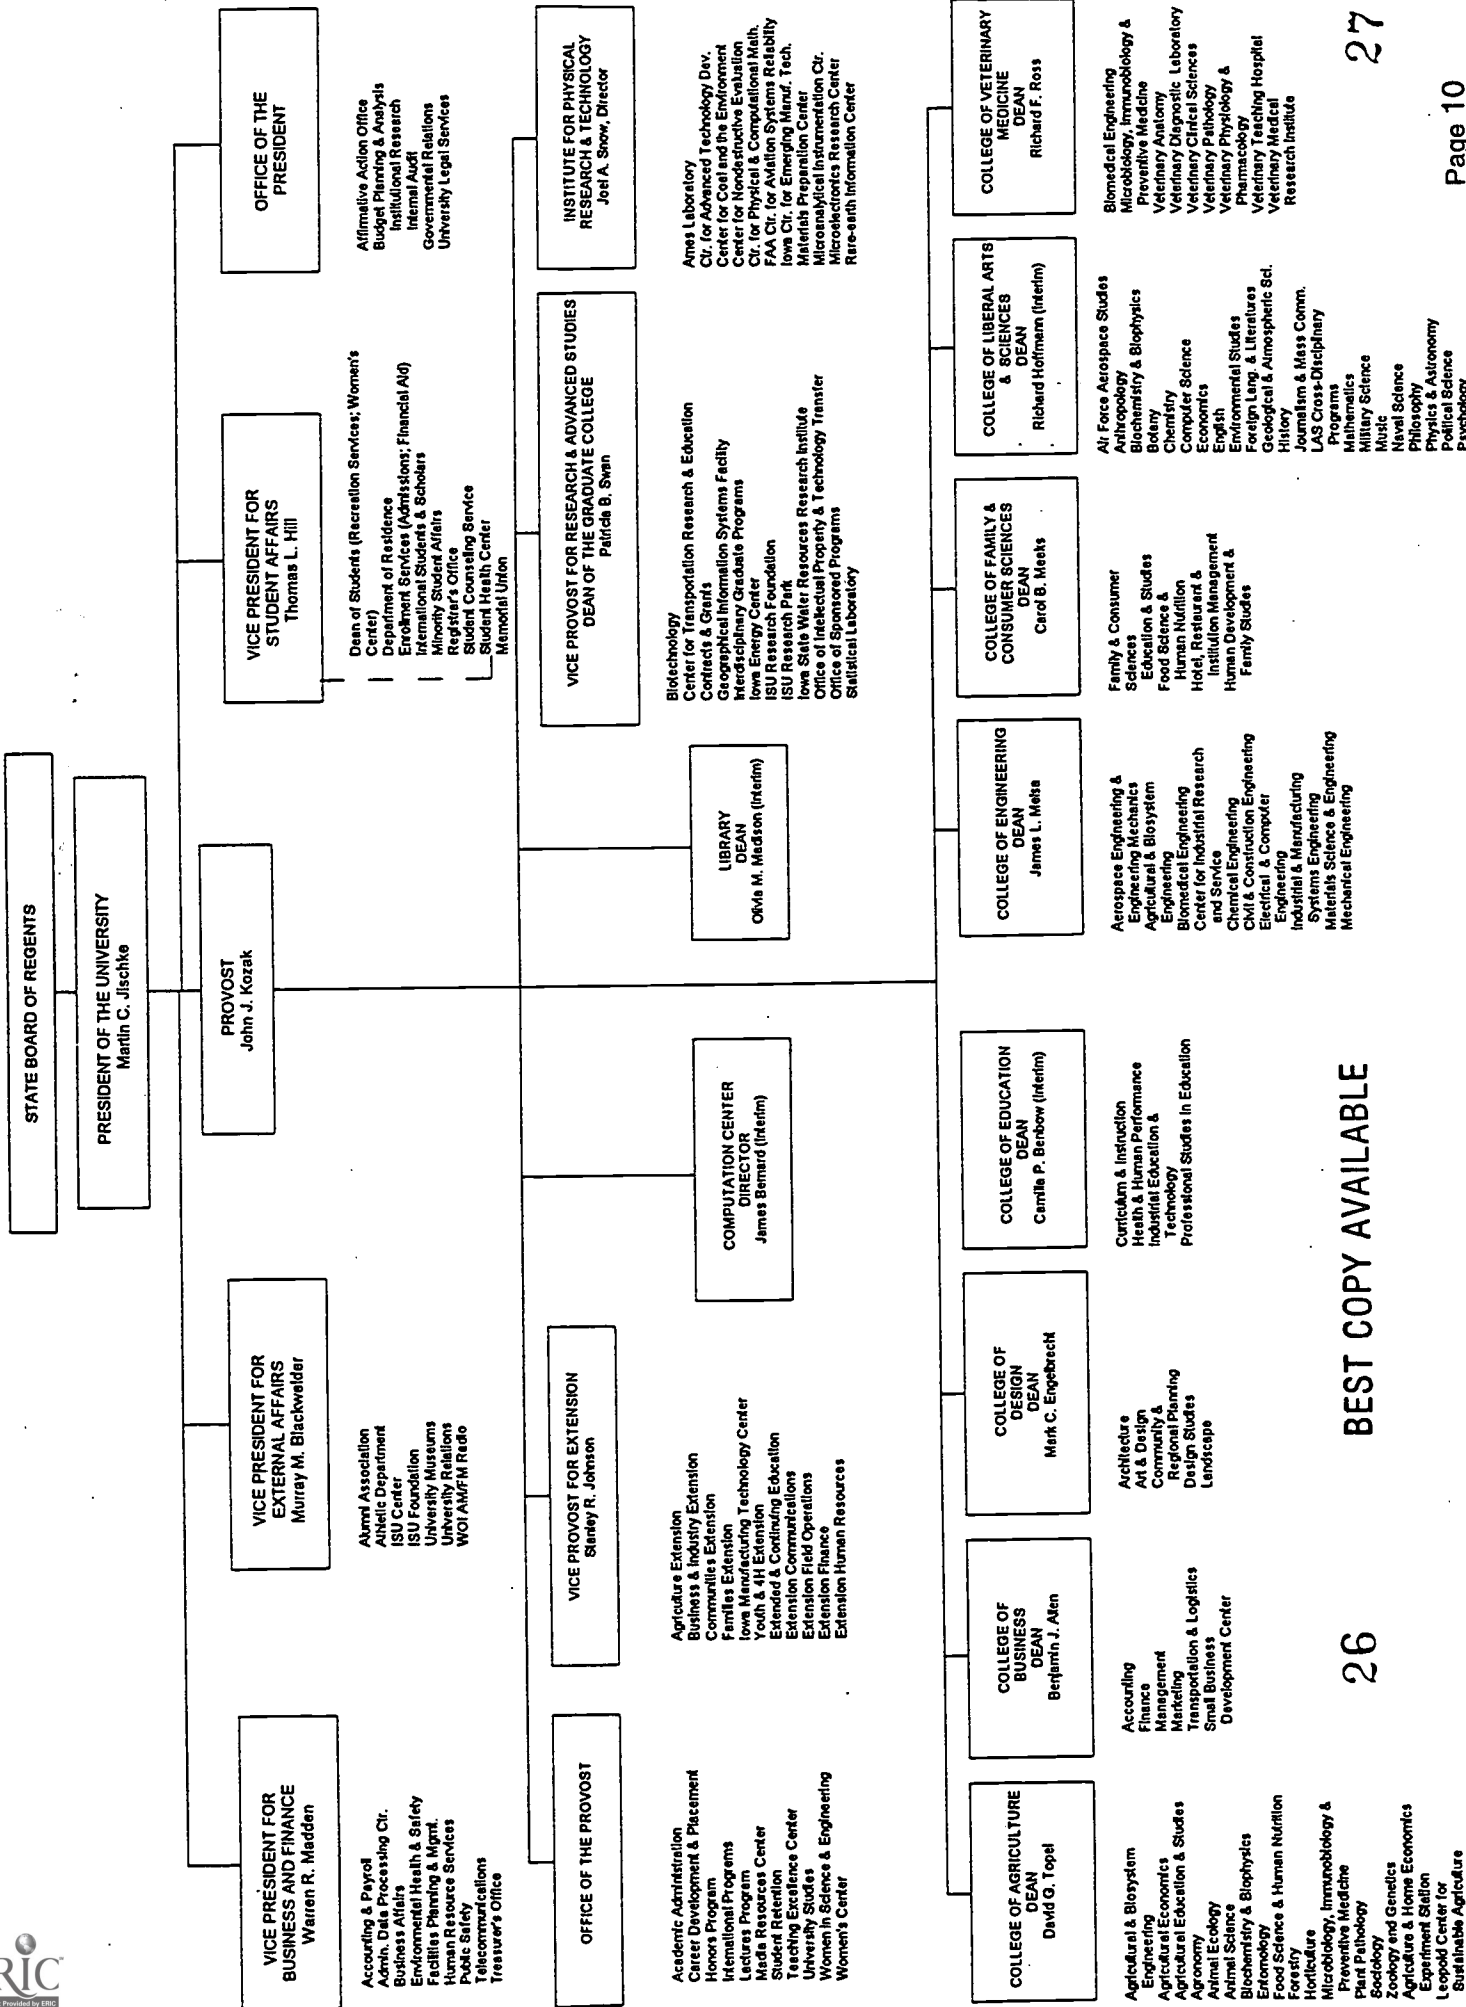 STATE BOARD OF REGENTS
PRESIDENT OF THE UNIVERSITY
Martin C. Jischke
VICE PRESIDENT FOR
BUSINESS AND FINANCE
Warren R. Madden
Accounting & Payroll
Admin. Data Processing Ctr.
Business Affairs
Environmental Health & Safety
Facilities Planning & Mgmt.
Human Resource Services
Public Safety
Telecommunications
Treasurer's Office
VICE PRESIDENT FOR
EXTERNAL AFFAIRS
Murray M. Blackwelder
Alumni Association
Athletic Department
ISU Center
ISU Foundation
University Museums
University Relations
WOI AM/FM Radio
PROVOST
John J. Kozak
VICE PRESIDENT FOR
STUDENT AFFAIRS
Thomas L. Hill
Dean of Students (Recreation Services; Women's
Center)
Department of Residence
Enrollment Services (Admissions; Financial Aid)
International Students & Scholars
Minority Student Affairs
Registrar's Office
Student Counseling Service
Student Health Center
Memorial Union
OFFICE OF THE
PRESIDENT
Affirmative Action Office
Budget Planning & Analysis
Institutional Research
Internal Audit
Governmental Relations
University Legal Services
OFFICE OF THE PROVOST
Academic Administration
Career Development & Placement
Honors Program
International Programs
Lectures Program
Media Resources Center
Student Retention
Teaching Excellence Center
University Studies
Women in Science & Engineering
Women's Center
VICE PROVOST FOR EXTENSION
Stanley R. Johnson
Agriculture Extension
Business & Industry Extension
Communities Extension
Families Extension
Iowa Manufacturing Technology Center
Youth & 4H Extension
Extended & Continuing Education
Extension Communications
Extension Field Operations
Extension Finance
Extension Human Resources
COMPUTATION CENTER
DIRECTOR
James Bernard (Interim)
LIBRARY
DEAN
Olivia M. Madison (Interim)
VICE PROVOST FOR RESEARCH & ADVANCED STUDIES
DEAN OF THE GRADUATE COLLEGE
Patricia B. Swan
Biotechnology
Center for Transportation Research & Education
Contracts & Grants
Geographical Information Systems Facility
Interdisciplinary Graduate Programs
Iowa Energy Center
ISU Research Foundation
ISU Research Park
Iowa State Water Resources Research Institute
Office of Intellectual Property & Technology Transfer
Office of Sponsored Programs
Statistical Laboratory
INSTITUTE FOR PHYSICAL
RESEARCH & TECHNOLOGY
Joel A. Snow, Director
Ames Laboratory
Ctr. for Advanced Technology Dev.
Center for Coal and the Environment
Center for Nondestructive Evaluation
Ctr. for Physical & Computational Math.
FAA Ctr. for Aviation Systems Reliability
Iowa Ctr. for Emerging Manuf. Tech.
Materials Preparation Center
Microanalytical Instrumentation Ctr.
Microelectronics Research Center
Rare-earth Information Center
COLLEGE OF AGRICULTURE
DEAN
David G. Topel
Agricultural & Biosystem
Engineering
Agricultural Economics
Agricultural Education & Studies
Agronomy
Animal Ecology
Animal Science
Biochemistry & Biophysics
Entomology
Food Science & Human Nutrition
Forestry
Horticulture
Microbiology, Immunobiology &
Preventive Medicine
Plant Pathology
Sociology
Zoology and Genetics
Agriculture & Home Economics
Experiment Station
Leopold Center for
Sustainable Agriculture
COLLEGE OF
BUSINESS
DEAN
Benjamin J. Allen
Accounting
Finance
Management
Marketing
Transportation & Logistics
Small Business
Development Center
COLLEGE OF
DESIGN
DEAN
Mark C. Engelbrecht
Architecture
Art & Design
Community &
Regional Planning
Design Studies
Landscape
COLLEGE OF EDUCATION
DEAN
Camilla P. Benbow (Interim)
Curriculum & Instruction
Health & Human Performance
Industrial Education &
Technology
Professional Studies in Education
COLLEGE OF ENGINEERING
DEAN
James L. Melsa
Aerospace Engineering &
Engineering Mechanics
Agricultural & Biosystem
Engineering
Biomedical Engineering
Center for Industrial Research
and Service
Chemical Engineering
Civil & Construction Engineering
Electrical & Computer
Engineering
Industrial & Manufacturing
Systems Engineering
Materials Science & Engineering
Mechanical Engineering
COLLEGE OF FAMILY &
CONSUMER SCIENCES
DEAN
Carol B. Meeks
Family & Consumer
Sciences
Education & Studies
Food Science &
Human Nutrition
Hotel, Restaurant &
Institution Management
Human Development &
Family Studies
COLLEGE OF LIBERAL ARTS
& SCIENCES
DEAN
Richard Hoffmann (Interim)
Air Force Aerospace Studies
Anthropology
Biochemistry & Biophysics
Botany
Chemistry
Computer Science
Economics
English
Environmental Studies
Foreign Lang. & Literatures
Geological & Atmospheric Sci.
History
Journalism & Mass Comm.
LAS Cross-Disciplinary
Programs
Mathematics
Military Science
Music
Naval Science
Philosophy
Physics & Astronomy
Political Science
Psychology
COLLEGE OF VETERINARY
MEDICINE
DEAN
Richard F. Ross
Biomedical Engineering
Microbiology, Immunobiology &
Preventive Medicine
Veterinary Anatomy
Veterinary Diagnostic Laboratory
Veterinary Clinical Sciences
Veterinary Pathology
Veterinary Physiology &
Pharmacology
Veterinary Teaching Hospital
Veterinary Medical
Research Institute
26
BEST COPY AVAILABLE
27
Page 10
ERIC
Provided by ERIC